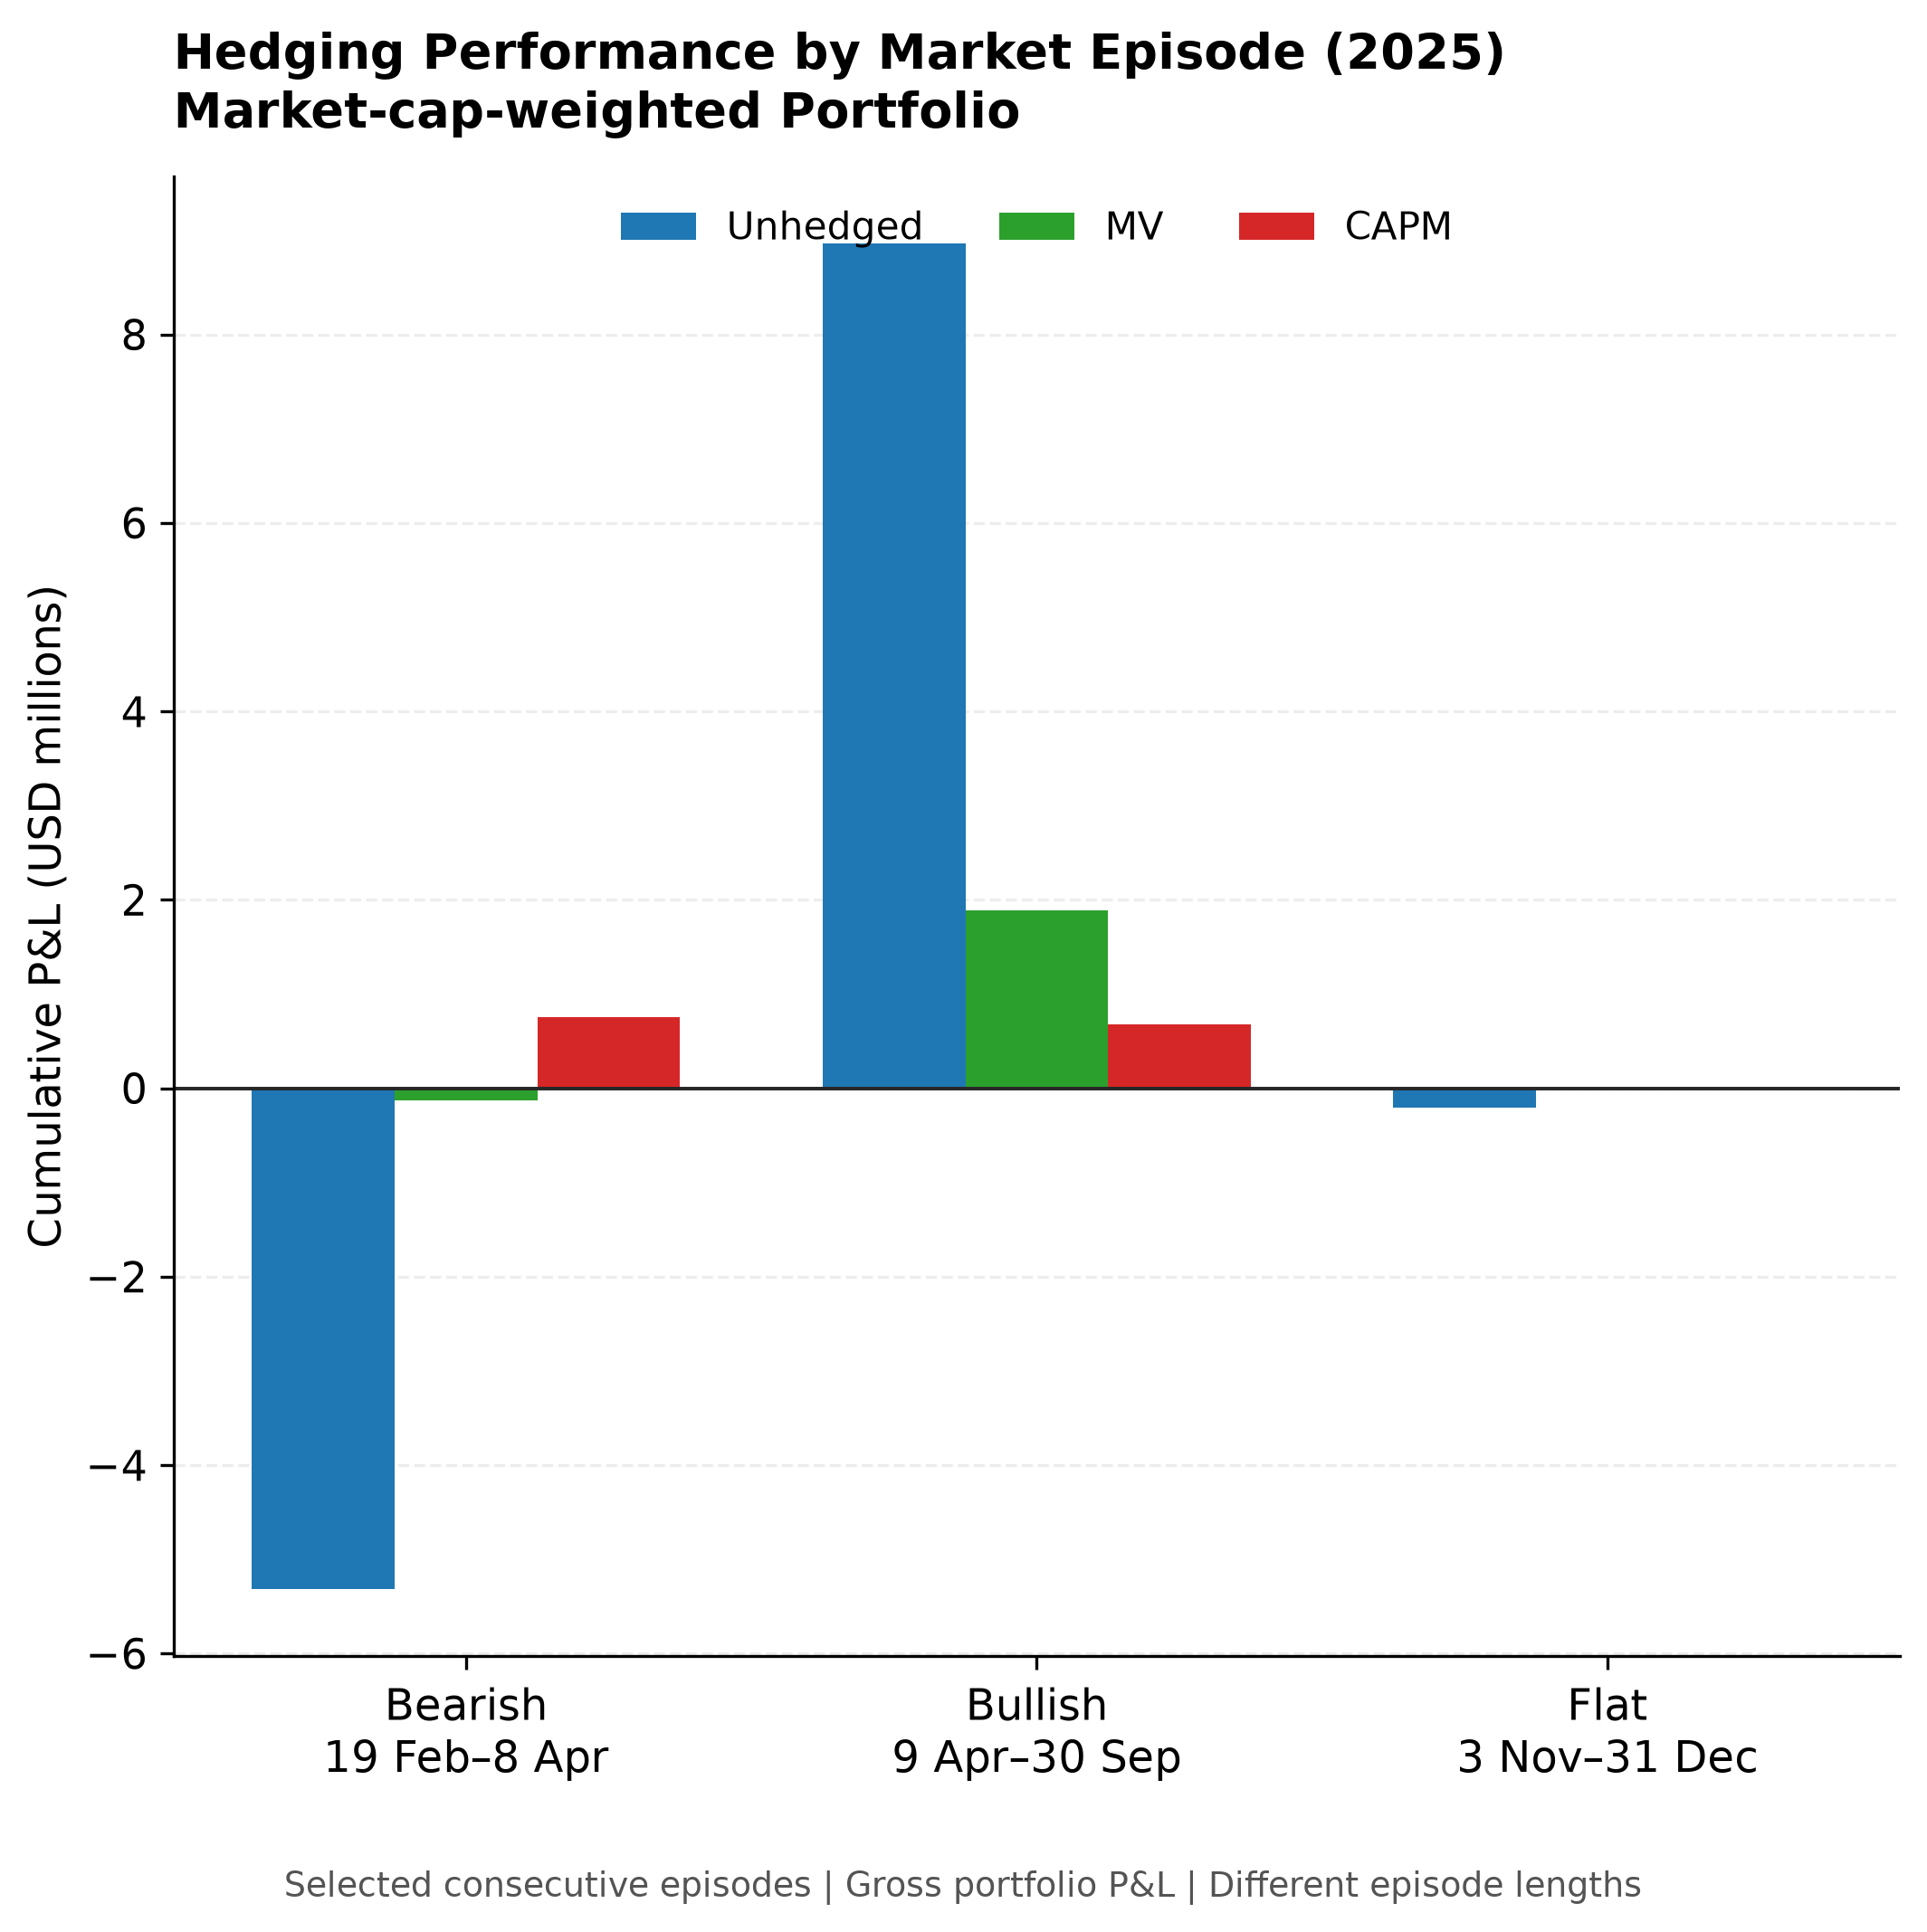 Hedging Performance by Market Episode (2025)
Market-cap-weighted Portfolio
Unhedged MV CAPM
Cumulative P&L (USD millions)
8
6
4
2
0
−2
−4
−6
Bearish
19 Feb–8 Apr
Bullish
9 Apr–30 Sep
Flat
3 Nov–31 Dec
Selected consecutive episodes | Gross portfolio P&L | Different episode lengths